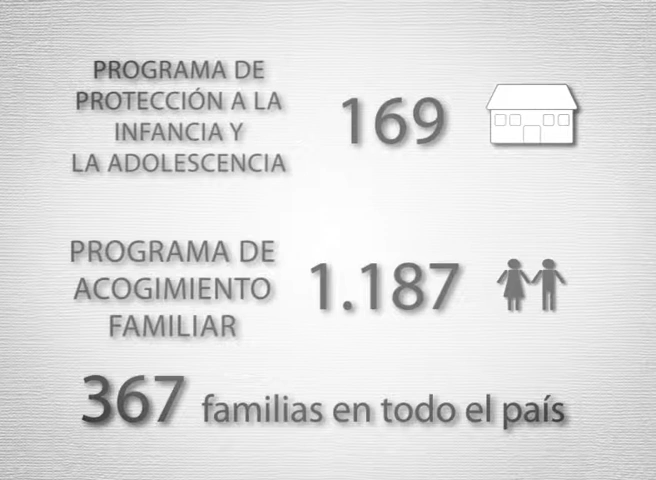 PROGRAMA DE
PROTECCIÓN A LA
INFANCIA Y
LA ADOLESCENCIA
169
PROGRAMA DE
ACOGIMIENTO
FAMILIAR
1.187
367 familias en todo el país